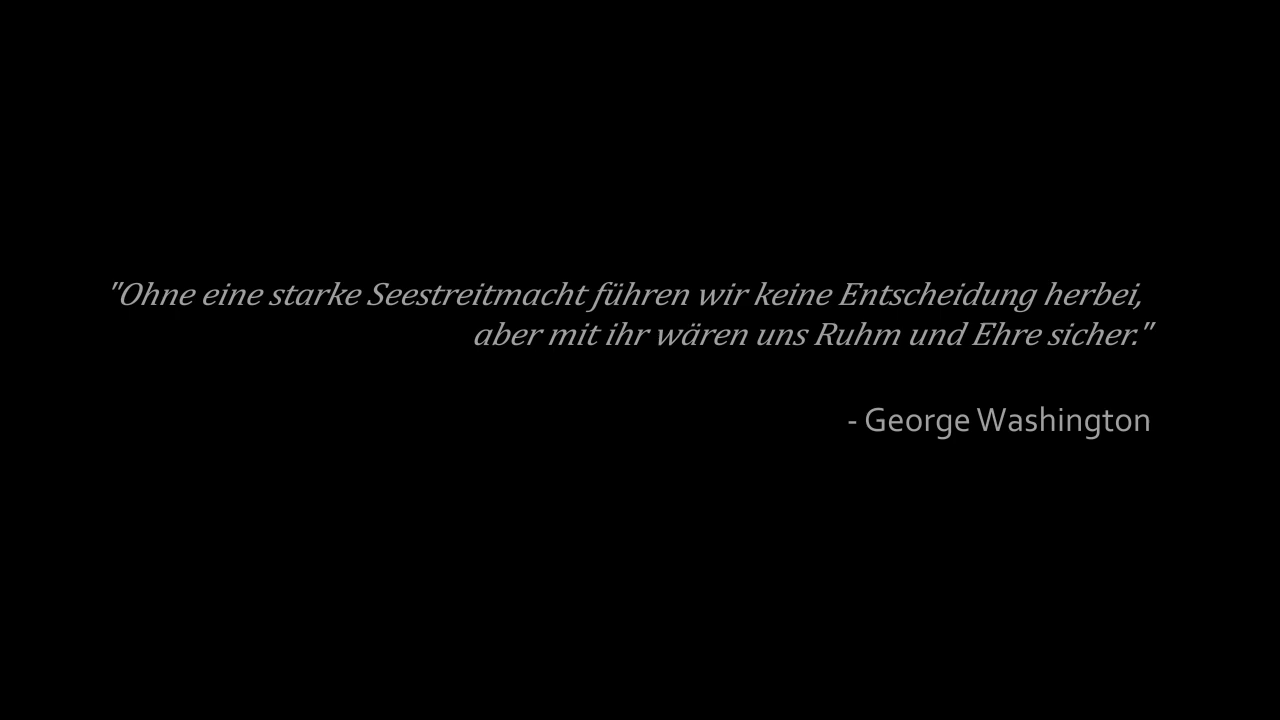 "Ohne eine starke Seestreitmacht führen wir keine Entscheidung herbei,
aber mit ihr wären uns Ruhm und Ehre sicher."
- George Washington